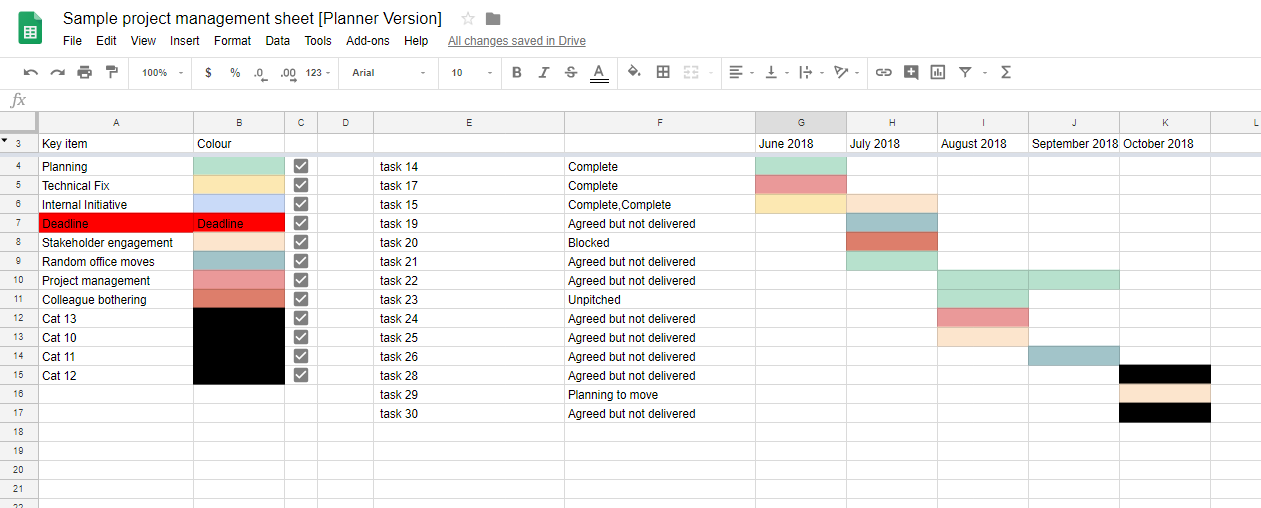 Sample project management sheet [Planner Version]
File Edit View Insert Format Data Tools Add-ons Help All changes saved in Drive
100% $ % .0 .00 123 Arial 10 B I S A Σ
fx
A B C D E F G H I J K L
3 Key item Colour June 2018 July 2018 August 2018 September 2018 October 2018
4 Planning task 14 Complete
5 Technical Fix task 17 Complete
6 Internal Initiative task 15 Complete,Complete
7 Deadline Deadline task 19 Agreed but not delivered
8 Stakeholder engagement task 20 Blocked
9 Random office moves task 21 Agreed but not delivered
10 Project management task 22 Agreed but not delivered
11 Colleague bothering task 23 Unpitched
12 Cat 13 task 24 Agreed but not delivered
13 Cat 10 task 25 Agreed but not delivered
14 Cat 11 task 26 Agreed but not delivered
15 Cat 12 task 28 Agreed but not delivered
16 task 29 Planning to move
17 task 30 Agreed but not delivered
18
19
20
21
22